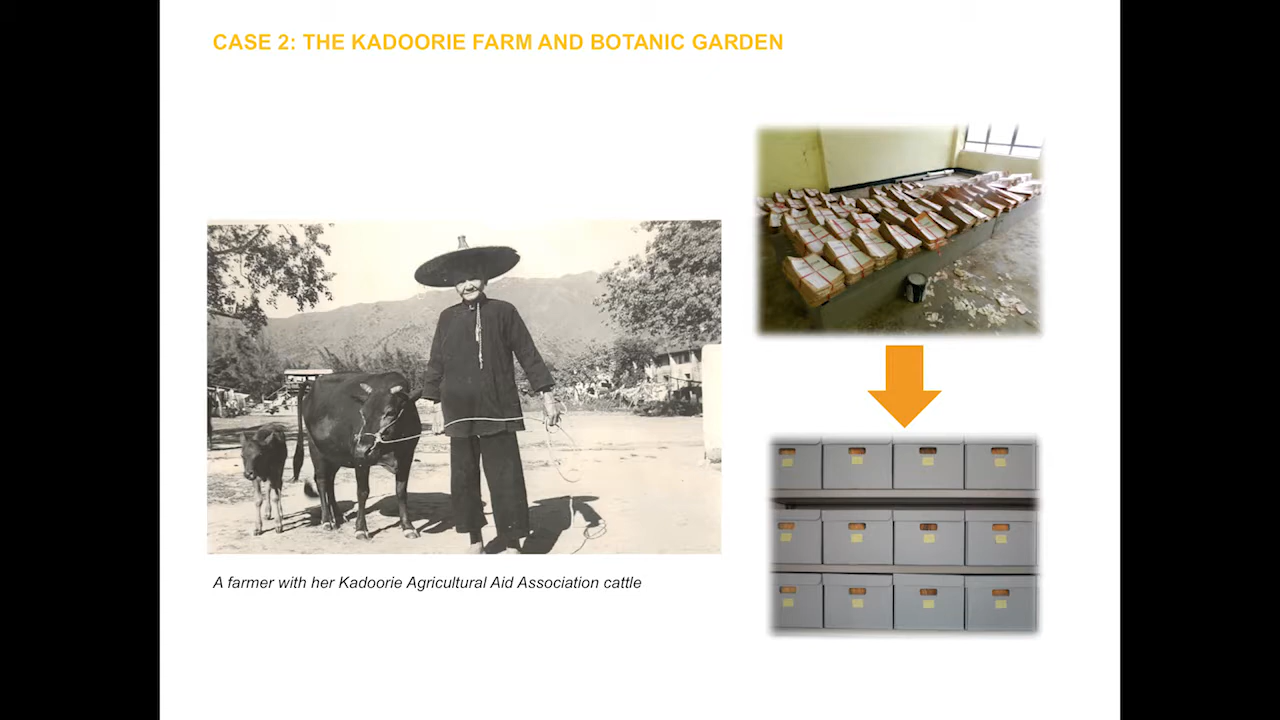 CASE 2: THE KADOORIE FARM AND BOTANIC GARDEN
A farmer with her Kadoorie Agricultural Aid Association cattle